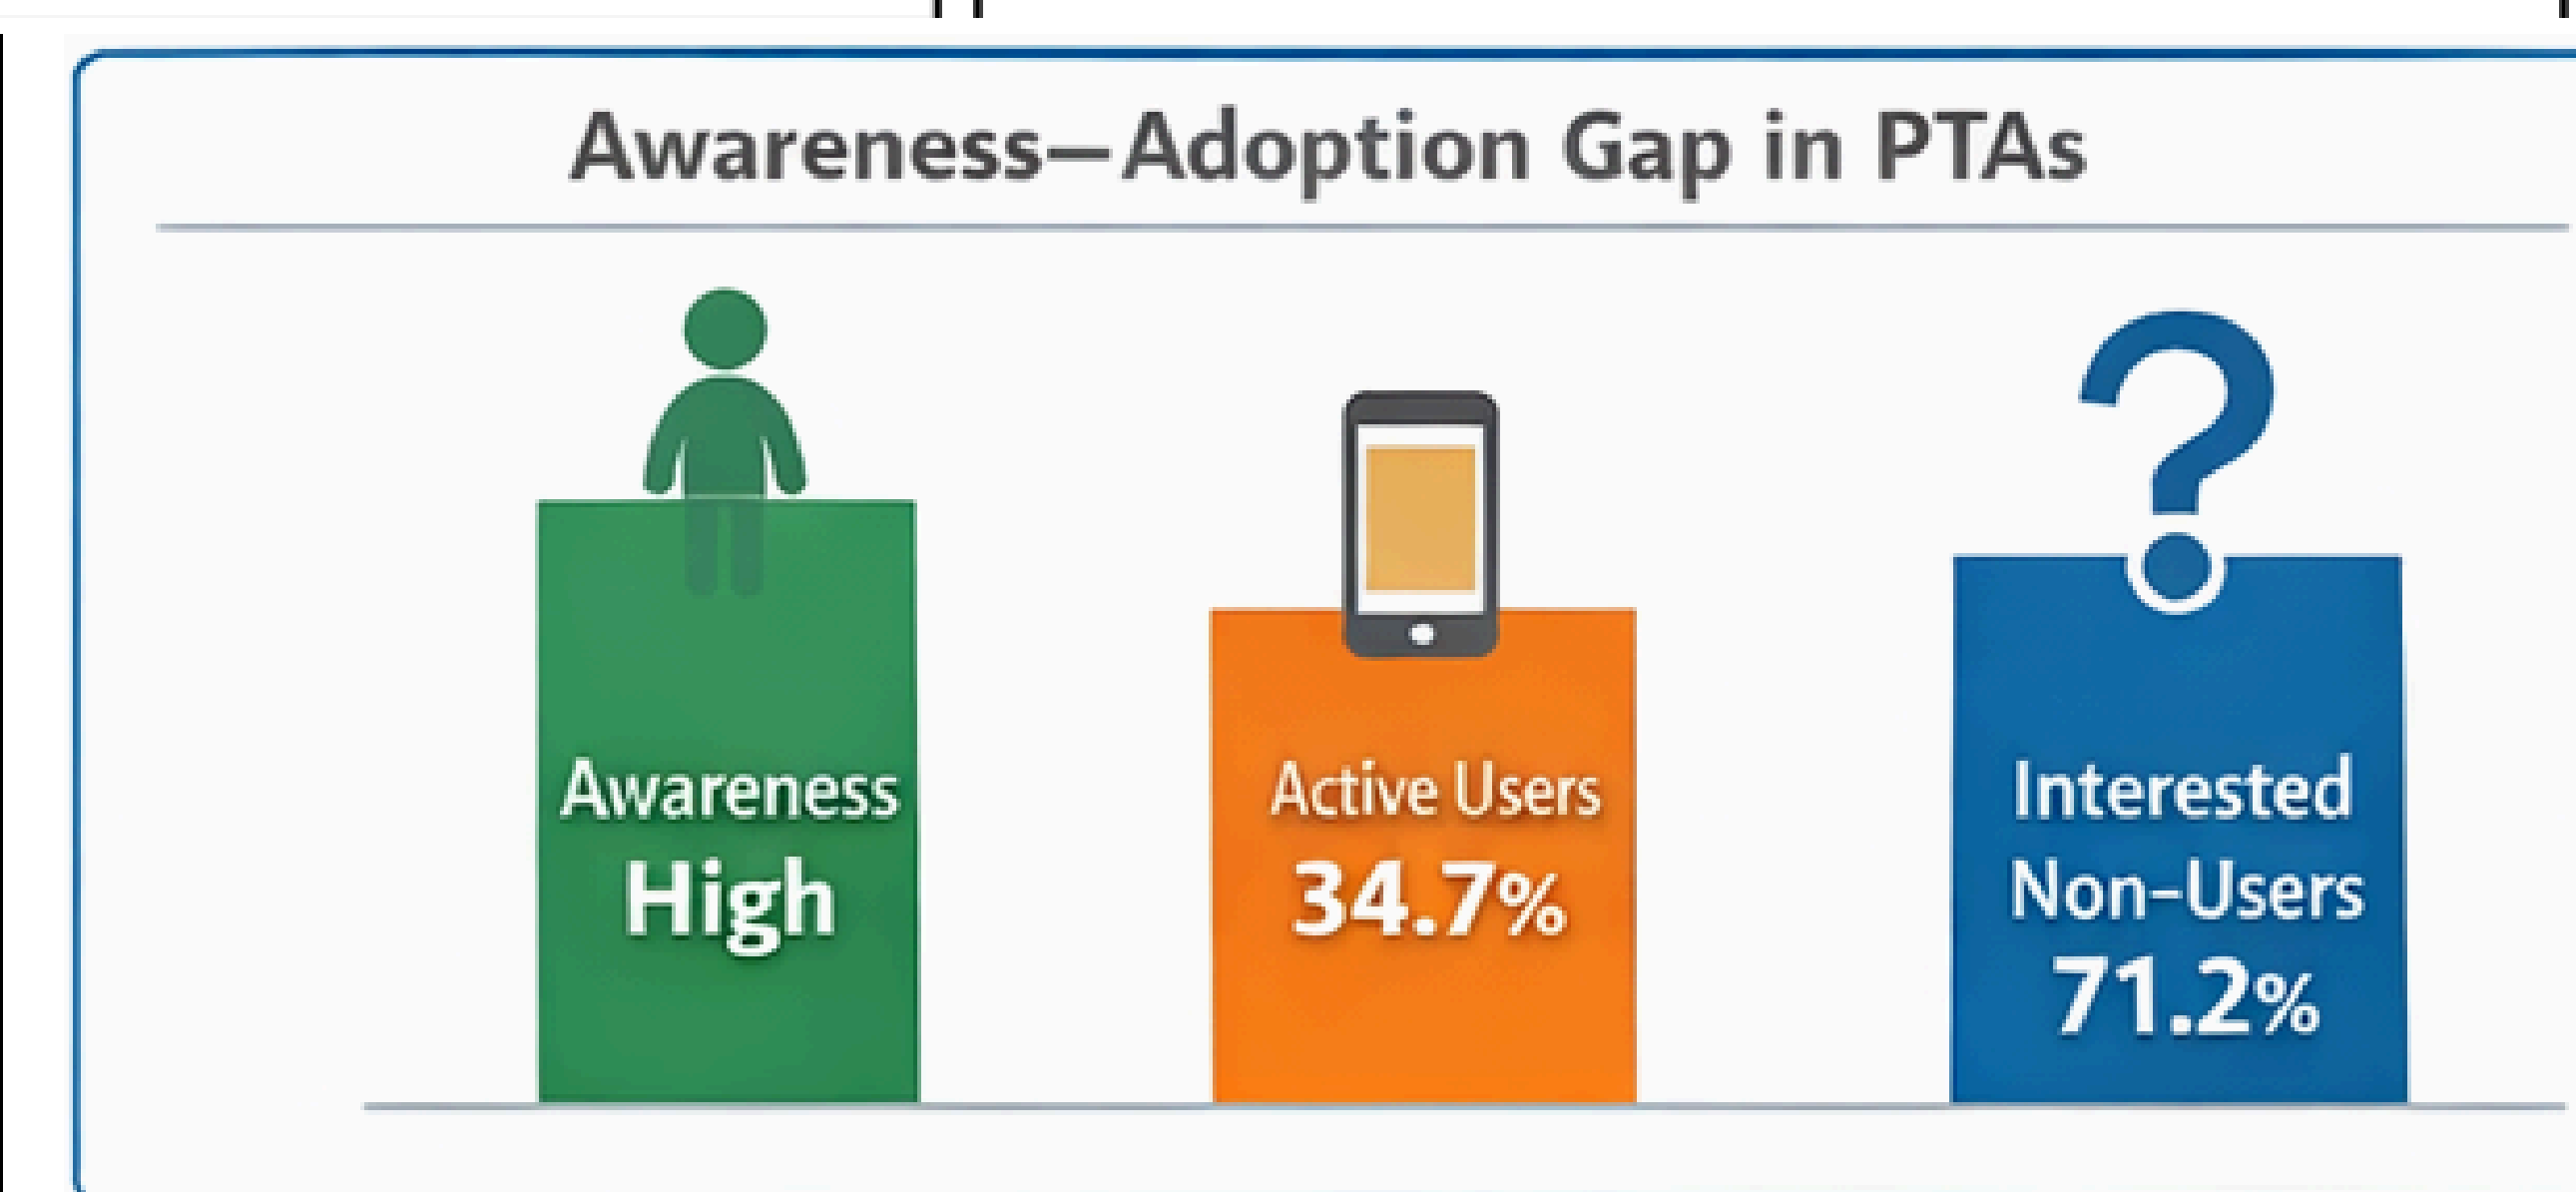 Awareness—Adoption Gap in PTAs
Awareness
High
Active Users
34.7%
Interested
Non-Users
71.2%